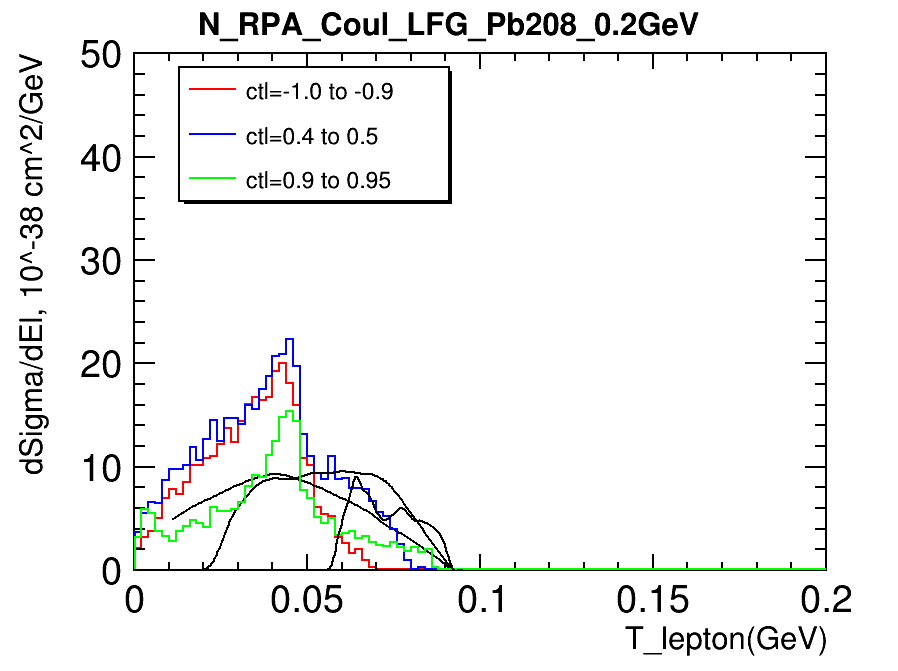 N_RPA_Coul_LFG_Pb208_0.2GeV
dSigma/dEl, 10^-38 cm^2/GeV
50
40
30
20
10
0
ctl=-1.0 to -0.9
ctl=0.4 to 0.5
ctl=0.9 to 0.95
0 0.05 0.1 0.15 0.2
T_lepton(GeV)